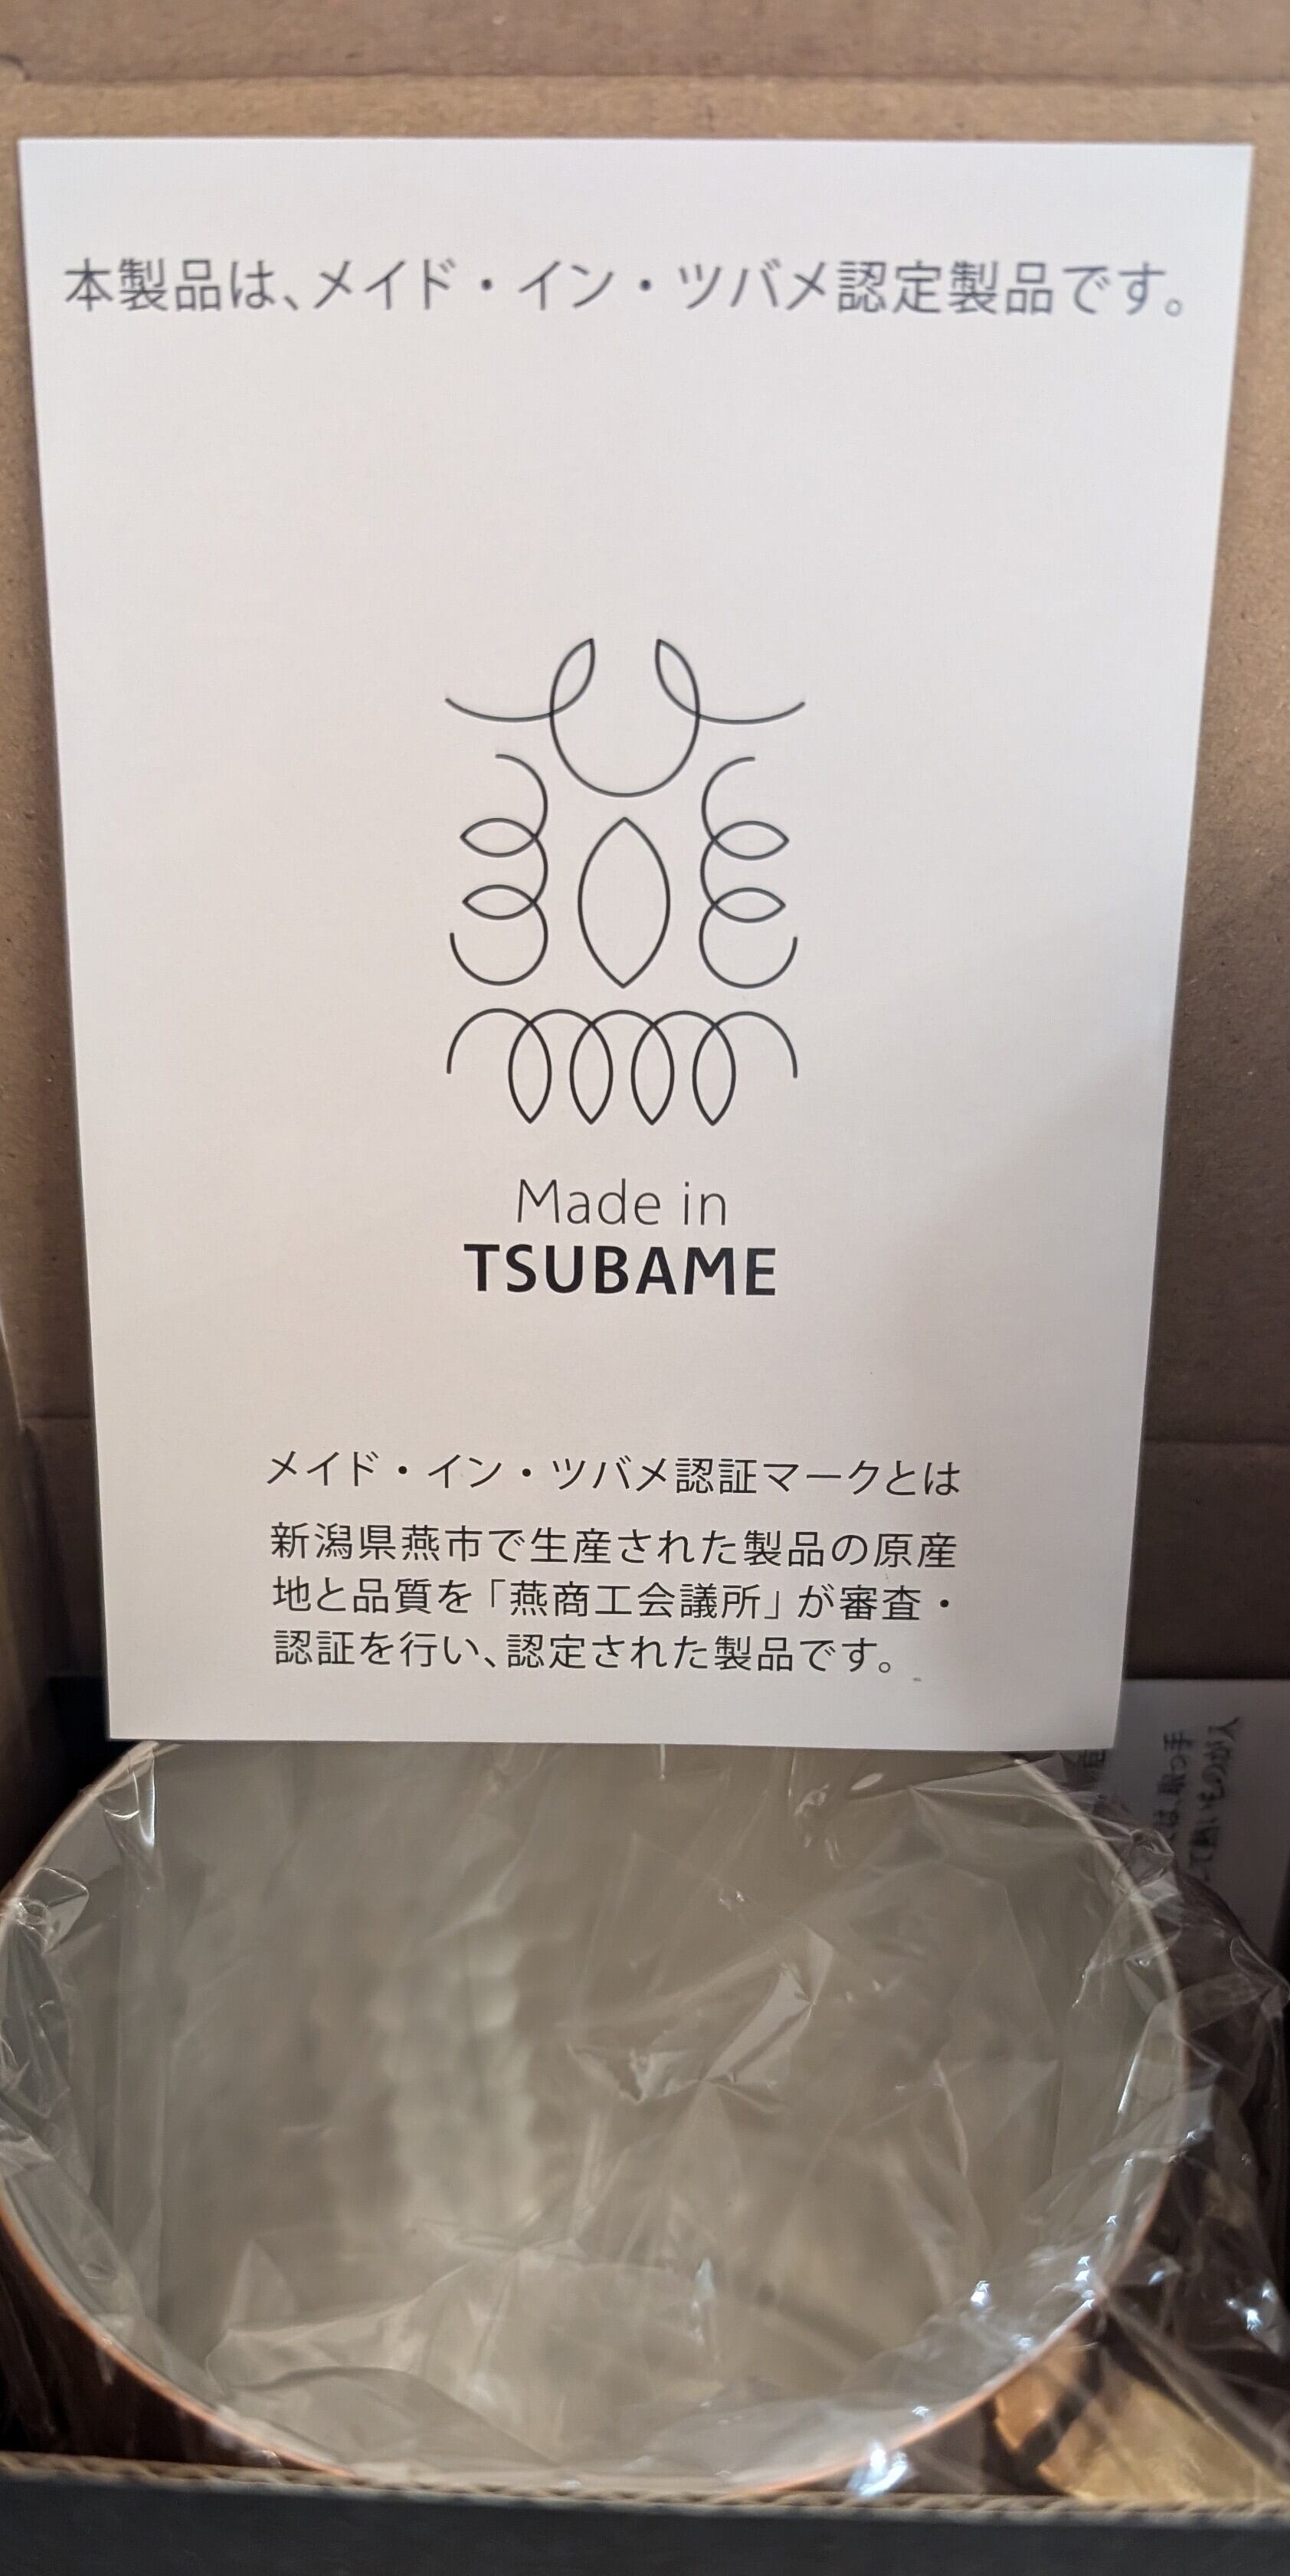 本製品は、メイド・イン・ツバメ認定製品です。
Made in
TSUBAME
メイド・イン・ツバメ認証マークとは
新潟県燕市で生産された製品の原産
地と品質を「燕商工会議所」が審査・
認証を行い、認定された製品です。